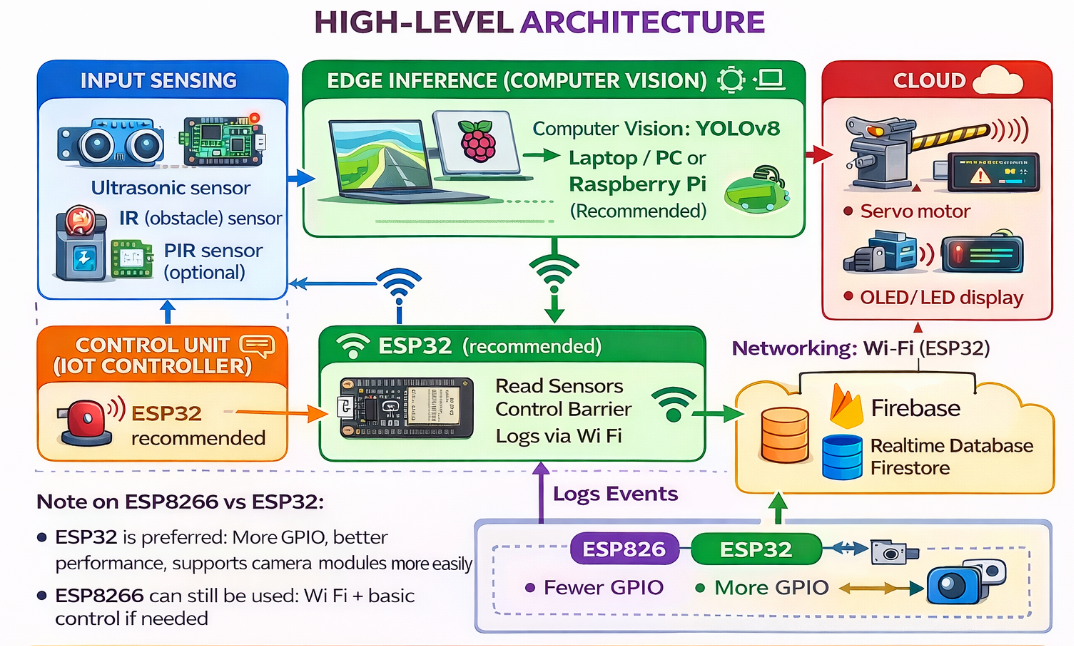 HIGH-LEVEL ARCHITECTURE
INPUT SENSING
Ultrasonic sensor
IR (obstacle) sensor
PIR sensor
(optional)
EDGE INFERENCE (COMPUTER VISION)
Computer Vision: YOLOv8
Laptop / PC or
Raspberry Pi
(Recommended)
CLOUD
• Servo motor
• OLED/LED display
CONTROL UNIT
(IOT CONTROLLER)
ESP32
recommended
ESP32 (recommended)
Read Sensors
Control Barrier
Logs via Wi Fi
Networking: Wi-Fi (ESP32)
Firebase
Realtime Database
Firestore
Logs Events
Note on ESP8266 vs ESP32:
• ESP32 is preferred: More GPIO, better
performance, supports camera modules more easily
• ESP8266 can still be used: Wi Fi + basic
control if needed
ESP826
• Fewer GPIO
ESP32
• More GPIO